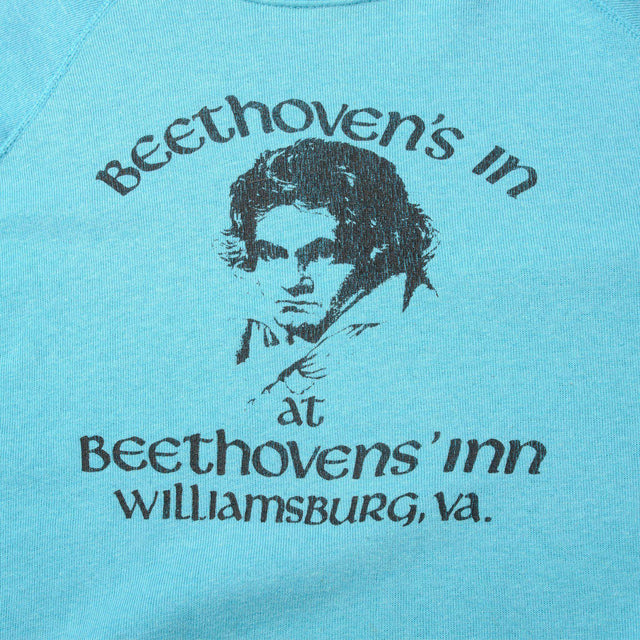 BEEthOVEN'S IN
at
BEEthOVENS' INN
WILLIAMSBURG, Va.